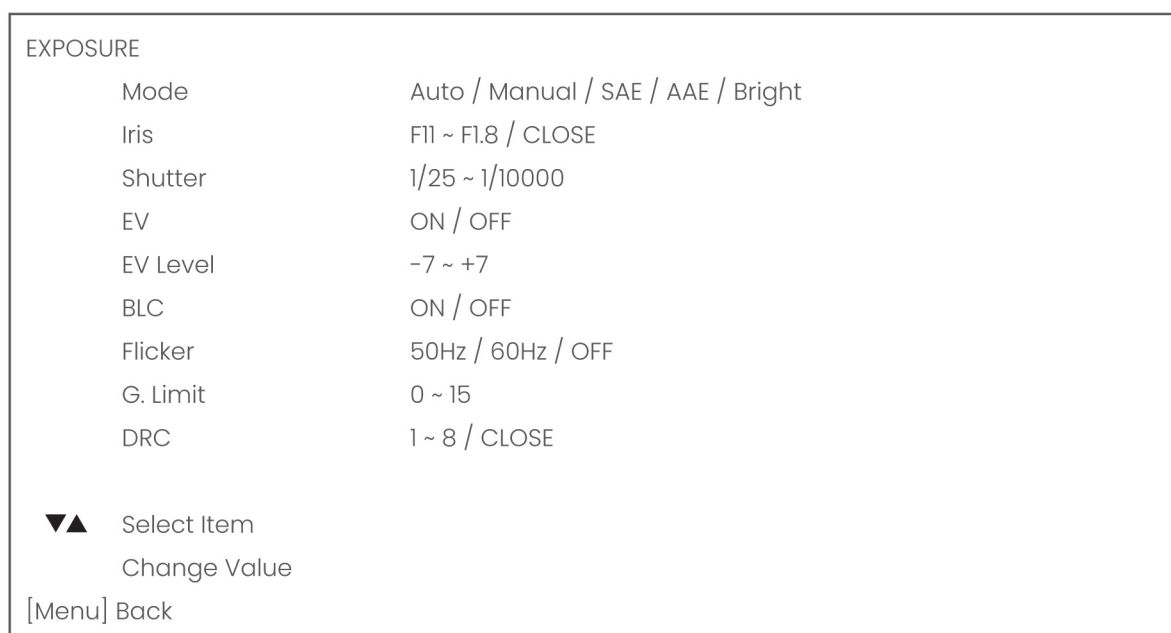 EXPOSURE
Mode Auto / Manual / SAE / AAE / Bright
Iris F11 ~ F1.8 / CLOSE
Shutter 1/25 ~ 1/10000
EV ON / OFF
EV Level -7 ~ +7
BLC ON / OFF
Flicker 50Hz / 60Hz / OFF
G. Limit 0 ~ 15
DRC 1 ~ 8 / CLOSE
▼▲ Select Item
Change Value
[Menu] Back